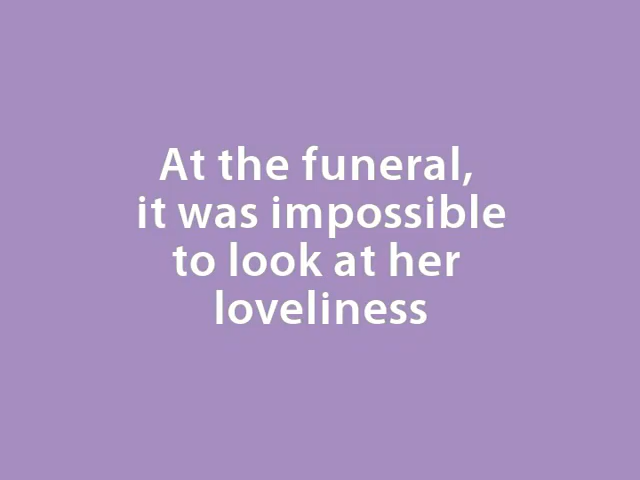 At the funeral,
it was impossible
to look at her
loveliness